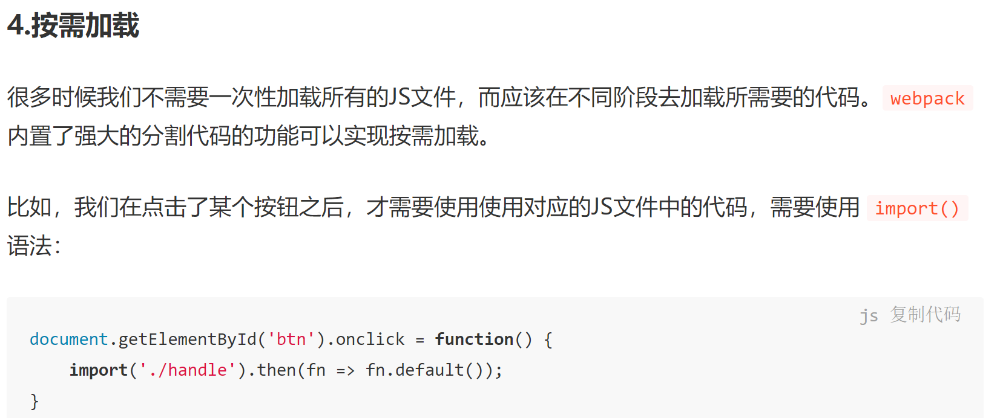 4.按需加载
很多时候我们不需要一次性加载所有的JS文件，而应该在不同阶段去加载所需要的代码。webpack
内置了强大的分割代码的功能可以实现按需加载。
比如，我们在点击了某个按钮之后，才需要使用使用对应的JS文件中的代码，需要使用 import()
语法：
js 复制代码
document.getElementById('btn').onclick = function() {
    import('./handle').then(fn => fn.default());
}